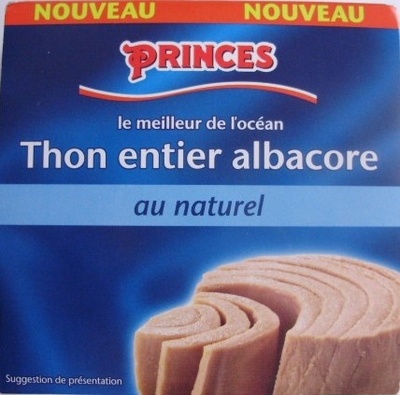 NOUVEAU NOUVEAU
PRINCES
le meilleur de l'océan
Thon entier albacore
au naturel
Suggestion de présentation